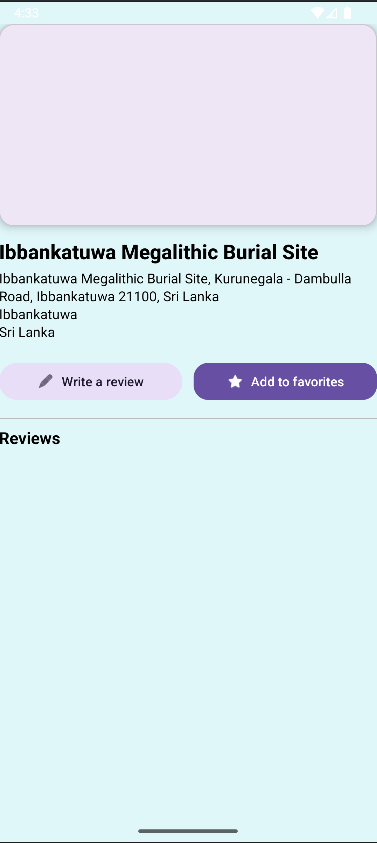 4:33
Ibbankatuwa Megalithic Burial Site
Ibbankatuwa Megalithic Burial Site, Kurunegala - Dambulla
Road, Ibbankatuwa 21100, Sri Lanka
Ibbankatuwa
Sri Lanka
Write a review
Add to favorites
Reviews